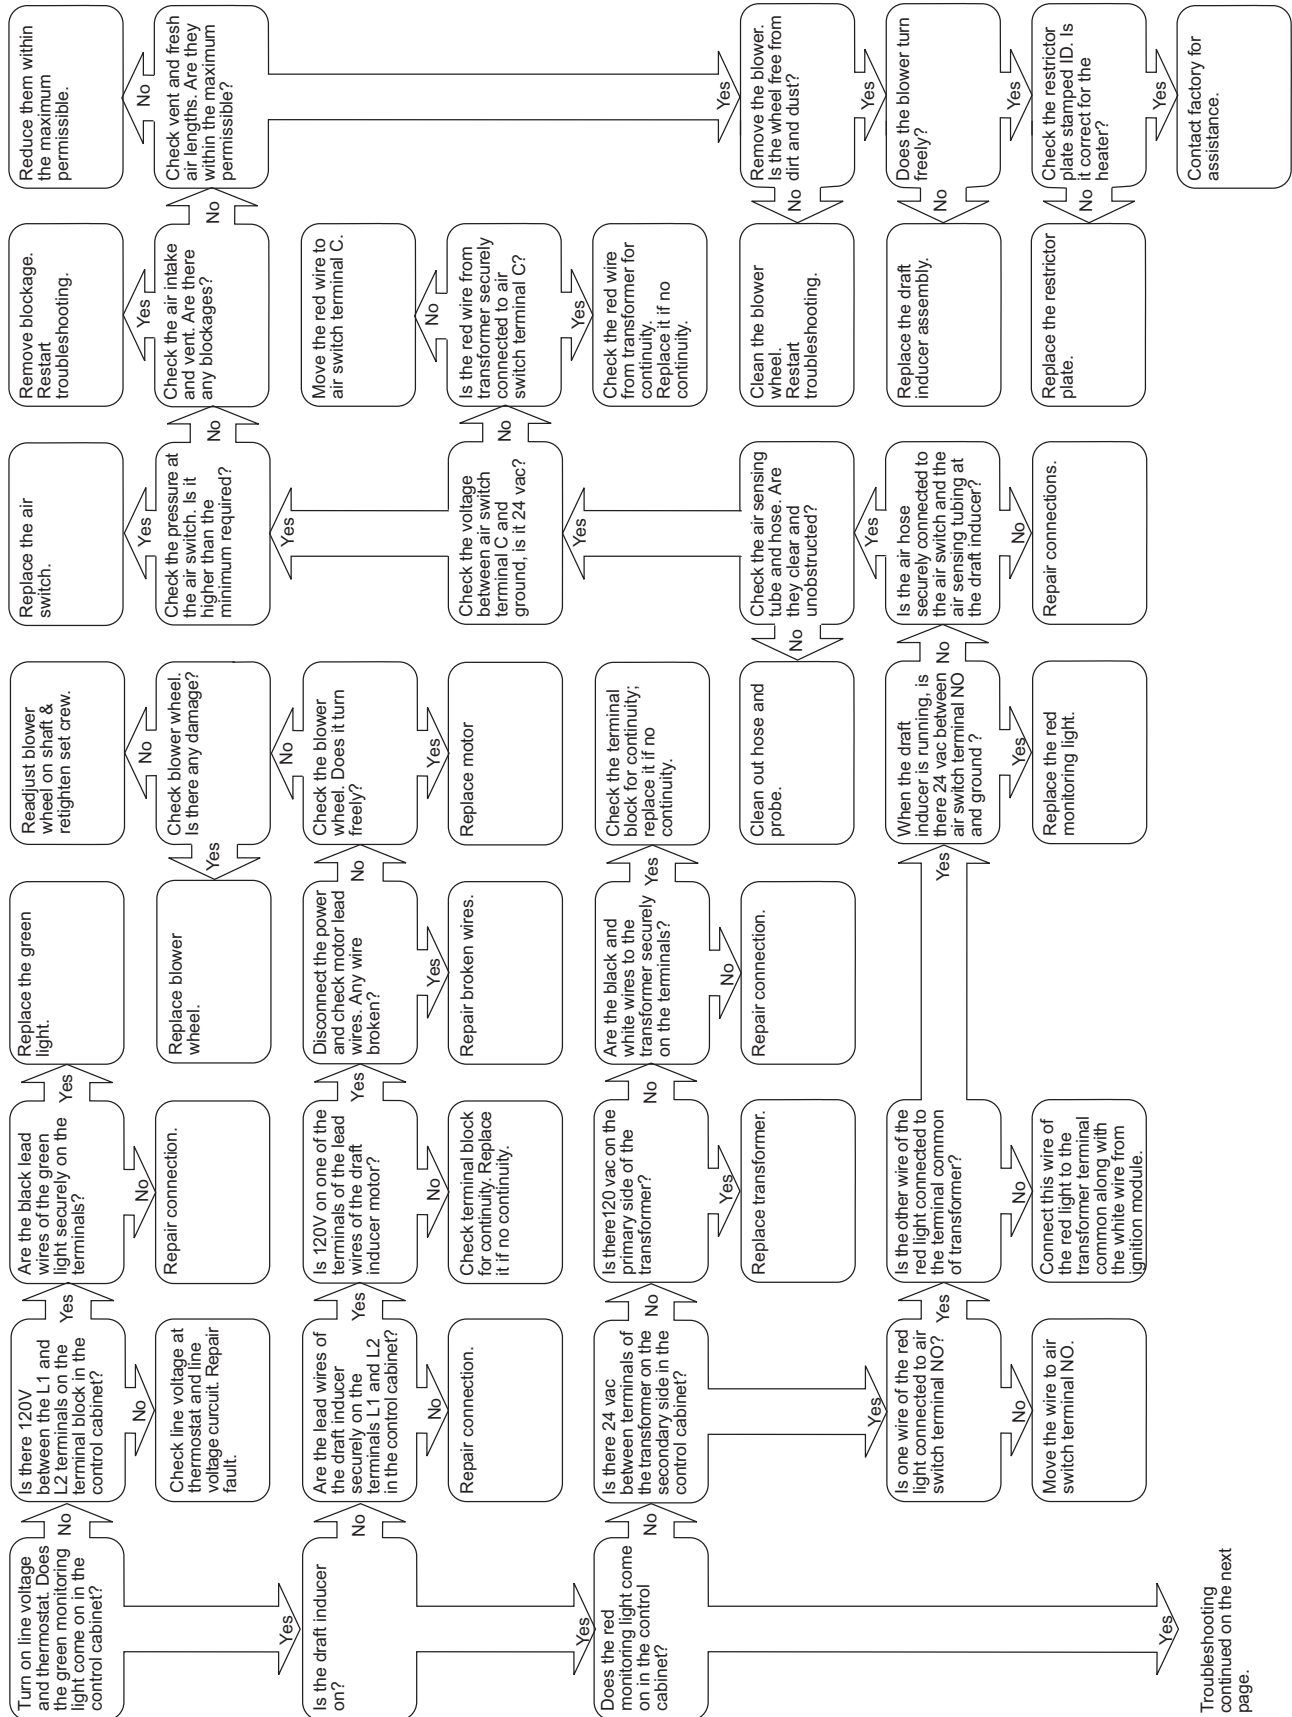 Turn on line voltage
and thermostat. Does
the green monitoring
light come on in the
control cabinet?
No
Is there 120V
between the L1 and
L2 terminals on the
terminal block in the
control cabinet?
Yes
Are the black lead
wires of the green
light securely on the
terminals?
Yes
Replace the green
light.
No
Check line voltage at
thermostat and line
voltage curcuit. Repair
fault.
No
Repair connection.
Yes
Is the draft inducer
on?
No
Are the lead wires of
the draft inducer
securely on the
terminals L1 and L2
in the control cabinet?
Yes
Is 120V on one of the
terminals of the lead
wires of the draft
inducer motor?
Yes
Disconnect the power
and check motor lead
wires. Any wire
broken?
No
Check the blower
wheel. Does it turn
freely?
No
Check blower wheel.
Is there any damage?
No
Readjust blower
wheel on shaft &
retighten set crew.
Yes
Replace blower
wheel.
No
Repair connection.
No
Check terminal block
for continuity. Replace
it if no continuity.
Yes
Repair broken wires.
Yes
Replace motor
Yes
Does the red
monitoring light come
on in the control
cabinet?
No
Is there 24 vac
between terminals of
the transformer on the
secondary side in the
control cabinet?
No
Is there120 vac on the
primary side of the
transformer?
No
Are the black and
white wires to the
transformer securely
on the terminals?
Yes
Check the terminal
block for continuity;
replace it if no
continuity.
Yes
Replace transformer.
No
Repair connection.
Yes
Is one wire of the red
light connected to air
switch terminal NO?
Yes
Is the other wire of the
red light connected to
the terminal common
of transformer?
Yes
When the draft
inducer is running, is
there 24 vac between
air switch terminal NO
and ground ?
No
Is the air hose
securely connected to
the air switch and the
air sensing tubing at
the draft inducer?
No
Move the wire to air
switch terminal NO.
No
Connect this wire of
the red light to the
transformer terminal
common along with
the white wire from
ignition module.
Yes
Replace the red
monitoring light.
No
Repair connections.
Yes
Check the air sensing
tube and hose. Are
they clear and
unobstructed?
No
Clean out hose and
probe.
Yes
Check the voltage
between air switch
terminal C and
ground, is it 24 vac?
No
Is the red wire from
transformer securely
connected to air
switch terminal C?
No
Move the red wire to
air switch terminal C.
Yes
Check the red wire
from transformer for
continuity.
Replace it if no
continuity.
Yes
Check the pressure at
the air switch. Is it
higher than the
minimum required?
Yes
Replace the air
switch.
No
Check the air intake
and vent. Are there
any blockages?
Yes
Remove blockage.
Restart
troubleshooting.
No
Check vent and fresh
air lengths. Are they
within the maximum
permissible?
No
Reduce them within
the maximum
permissible.
Yes
Remove the blower.
Is the wheel free from
dirt and dust?
No
Clean the blower
wheel.
Restart
troubleshooting.
Yes
Does the blower turn
freely?
No
Replace the draft
inducer assembly.
Yes
Check the restrictor
plate stamped ID. Is
it correct for the
heater?
No
Replace the restrictor
plate.
Yes
Contact factory for
assistance.
Yes
Troubleshooting
continued on the next
page.